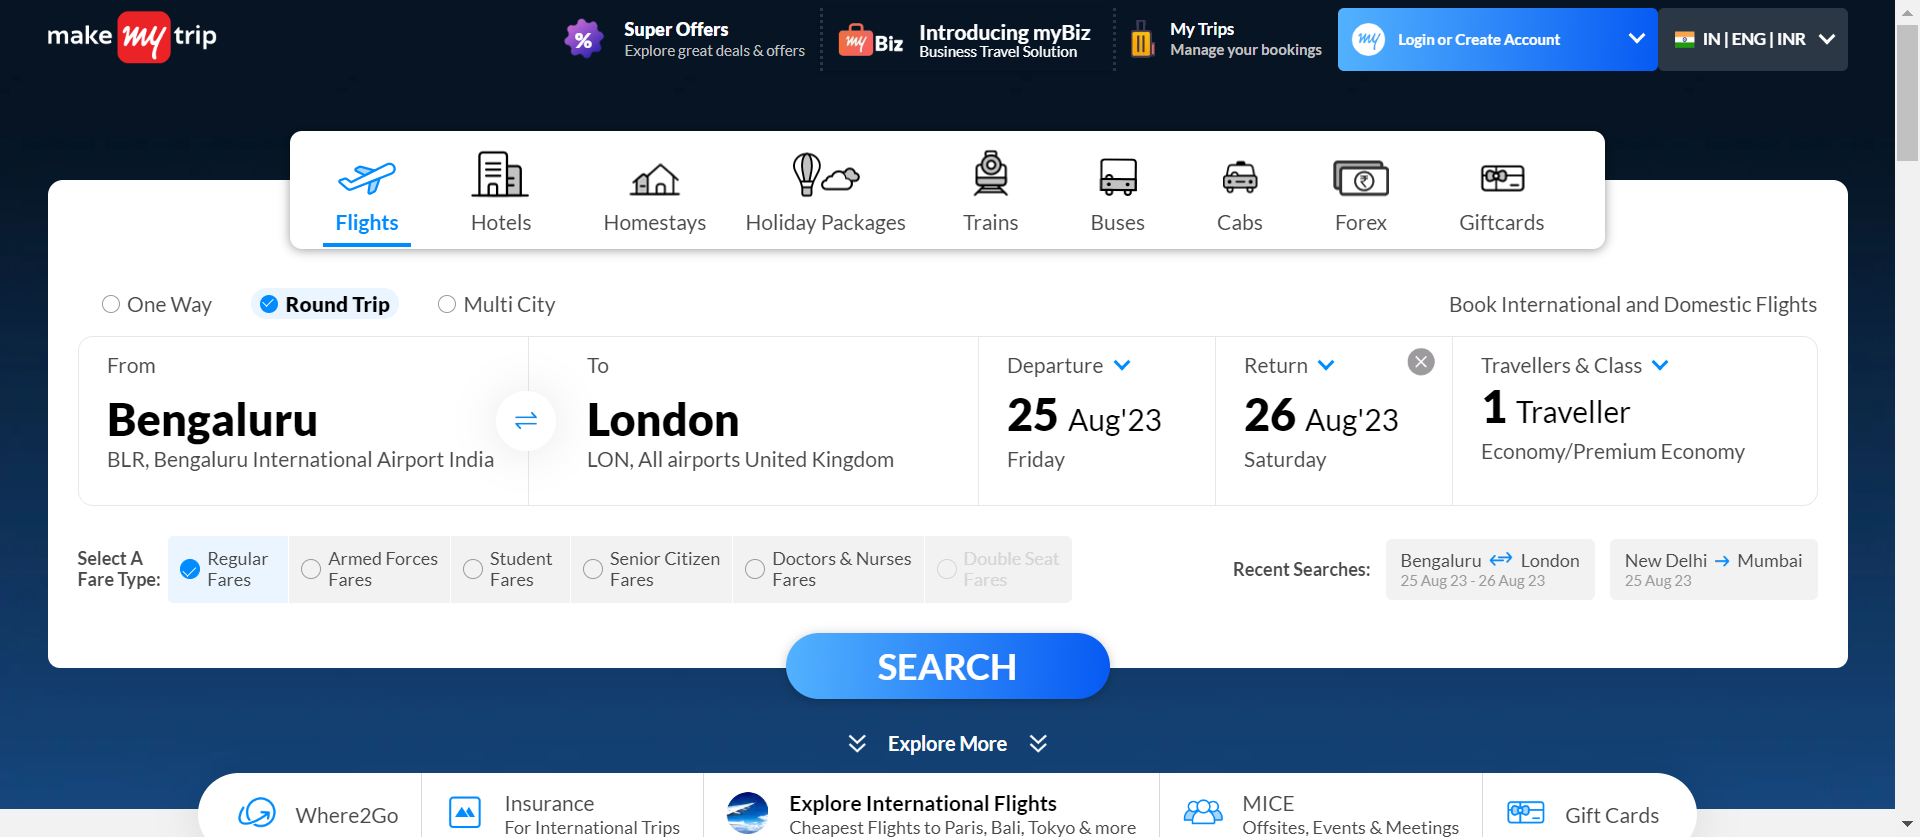 make my trip
Super Offers
Explore great deals & offers
my Biz
Introducing myBiz
Business Travel Solution
My Trips
Manage your bookings
my Login or Create Account
IN | ENG | INR
Flights
Hotels
Homestays
Holiday Packages
Trains
Buses
Cabs
Forex
Giftcards
One Way
Round Trip
Multi City
Book International and Domestic Flights
From
Bengaluru
BLR, Bengaluru International Airport India
To
London
LON, All airports United Kingdom
Departure
25 Aug'23
Friday
Return
26 Aug'23
Saturday
Travellers & Class
1 Traveller
Economy/Premium Economy
Select A
Fare Type:
Regular
Fares
Armed Forces
Fares
Student
Fares
Senior Citizen
Fares
Doctors & Nurses
Fares
Double Seat
Fares
Recent Searches:
Bengaluru London
25 Aug 23 - 26 Aug 23
New Delhi Mumbai
25 Aug 23
SEARCH
Explore More
Where2Go
Insurance
For International Trips
Explore International Flights
Cheapest Flights to Paris, Bali, Tokyo & more
MICE
Offsites, Events & Meetings
Gift Cards